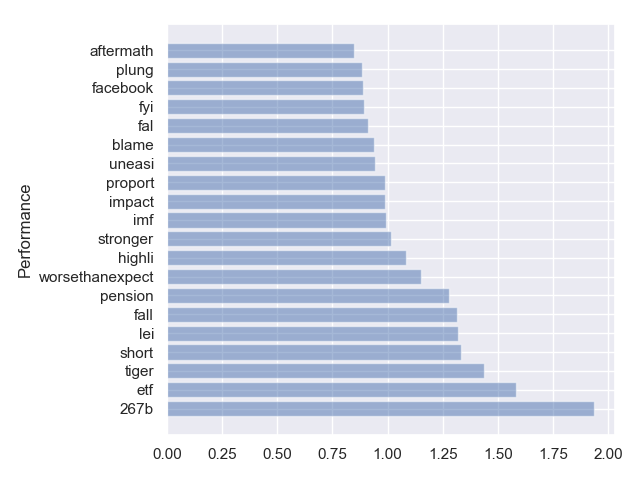 Performance
aftermath
plung
facebook
fyi
fal
blame
uneasi
proport
impact
imf
stronger
highli
worsethanexpect
pension
fall
lei
short
tiger
etf
267b
0.00 0.25 0.50 0.75 1.00 1.25 1.50 1.75 2.00